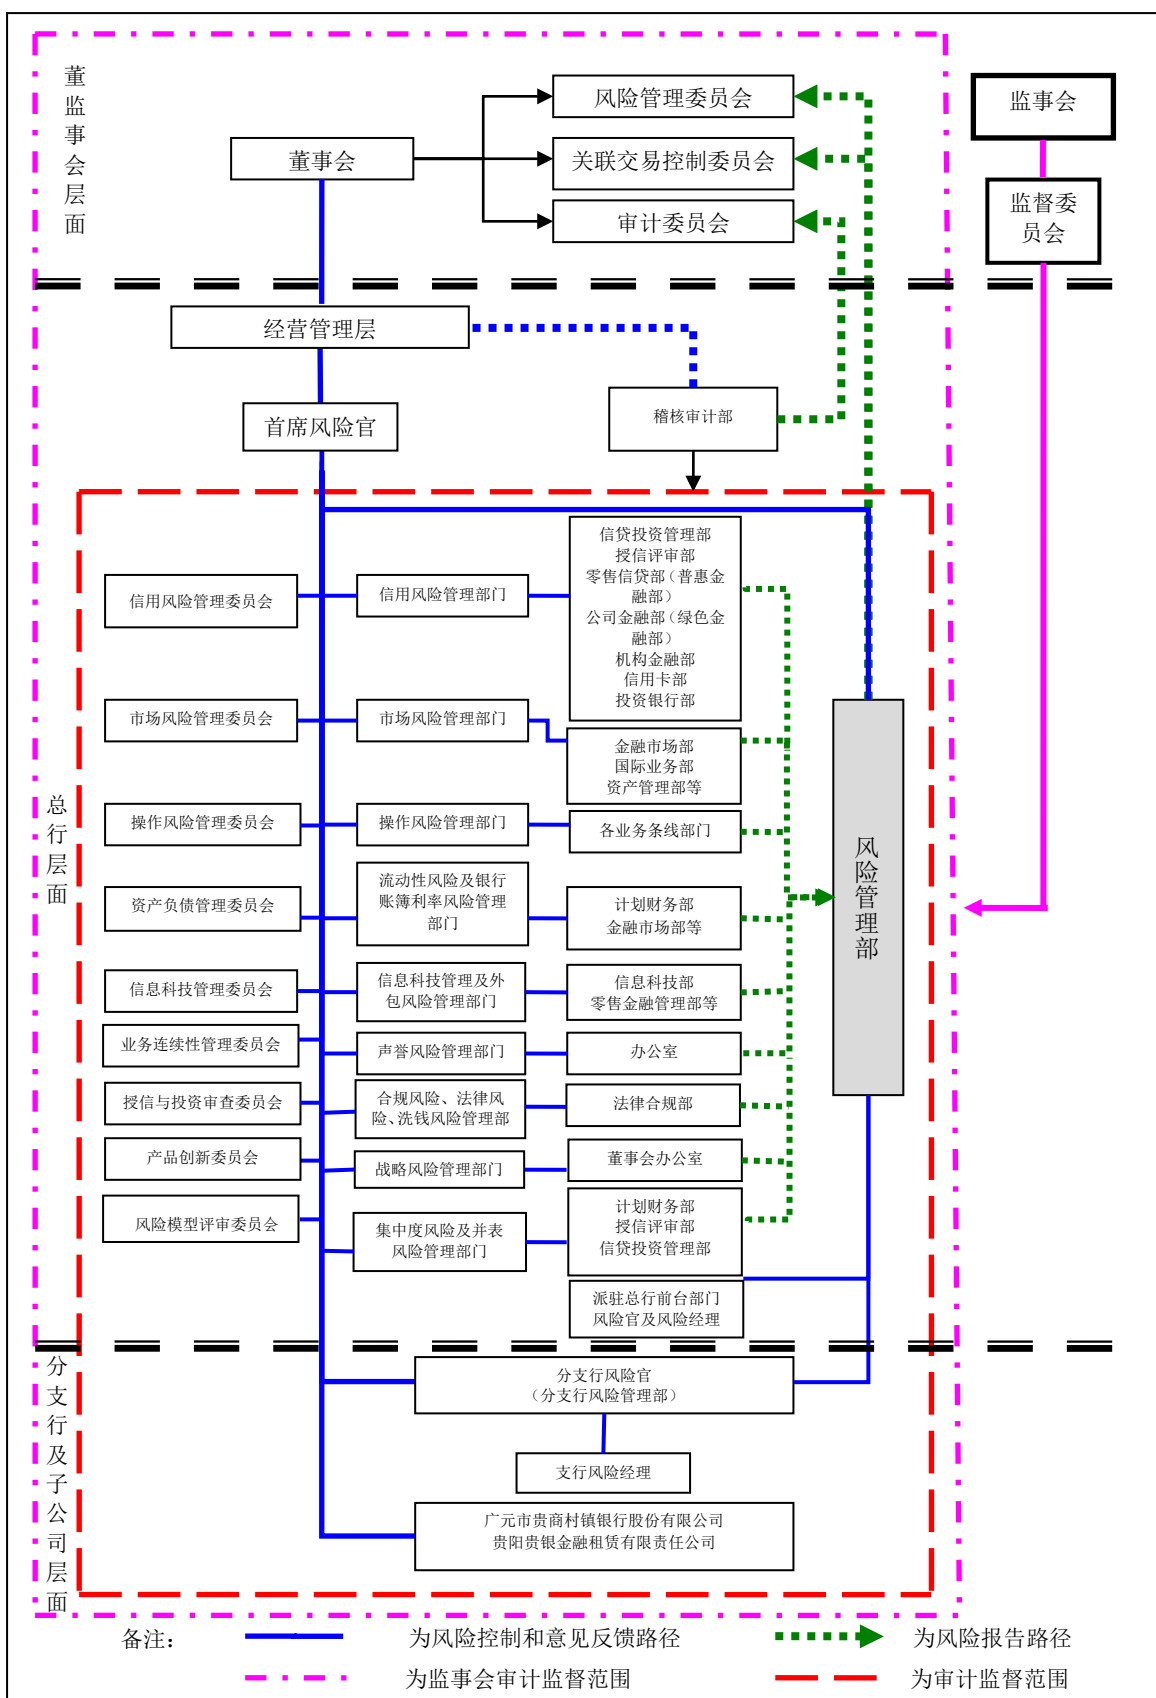 董监事会层面
风险管理委员会
监事会
董事会
关联交易控制委员会
监督委
员会
审计委员会
经营管理层
首席风险官
稽核审计部
总行层面
信用风险管理委员会
信用风险管理部门
信贷投资管理部
授信评审部
零售信贷部（普惠金
融部）
公司金融部（绿色金
融部）
机构金融部
信用卡部
投资银行部
市场风险管理委员会
市场风险管理部门
金融市场部
国际业务部
资产管理部等
操作风险管理委员会
操作风险管理部门
各业务条线部门
风险管理部
资产负债管理委员会
流动性风险及银行
账簿利率风险管理
部门
计划财务部
金融市场部等
信息科技管理委员会
信息科技管理及外
包风险管理部门
信息科技部
零售金融管理部等
业务连续性管理委员会
声誉风险管理部门
办公室
授信与投资审查委员会
合规风险、法律风
险、洗钱风险管理部
法律合规部
产品创新委员会
战略风险管理部门
董事会办公室
风险模型评审委员会
集中度风险及并表
风险管理部门
计划财务部
授信评审部
信贷投资管理部
派驻总行前台部门
风险官及风险经理
分支行及子公司层面
分支行风险官
（分支行风险管理部）
支行风险经理
广元市贵商村镇银行股份有限公司
贵阳贵银金融租赁有限责任公司
备注：
为风险控制和意见反馈路径
为风险报告路径
为监事会审计监督范围
为审计监督范围